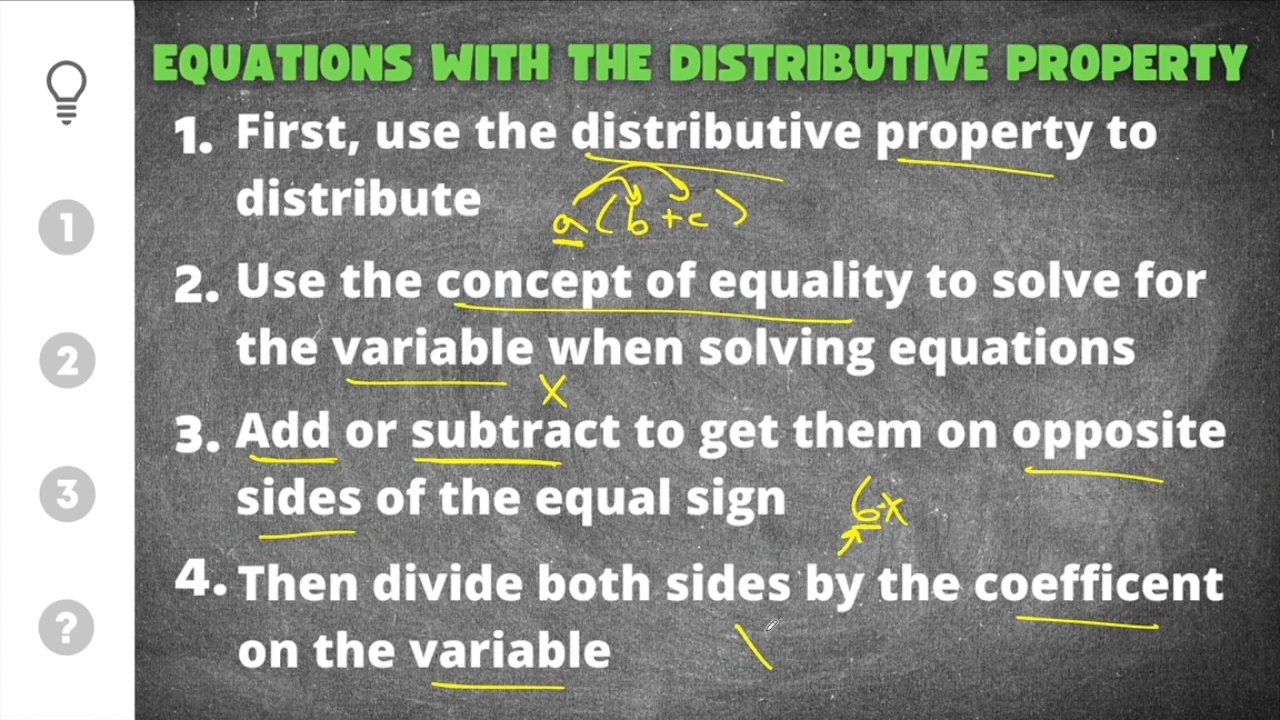 EQUATIONS WITH THE DISTRIBUTIVE PROPERTY
1. First, use the distributive property to
distribute
a(b+c)
2. Use the concept of equality to solve for
the variable when solving equations
x
3. Add or subtract to get them on opposite
sides of the equal sign
6x
4. Then divide both sides by the coefficent
on the variable
1
2
3
?